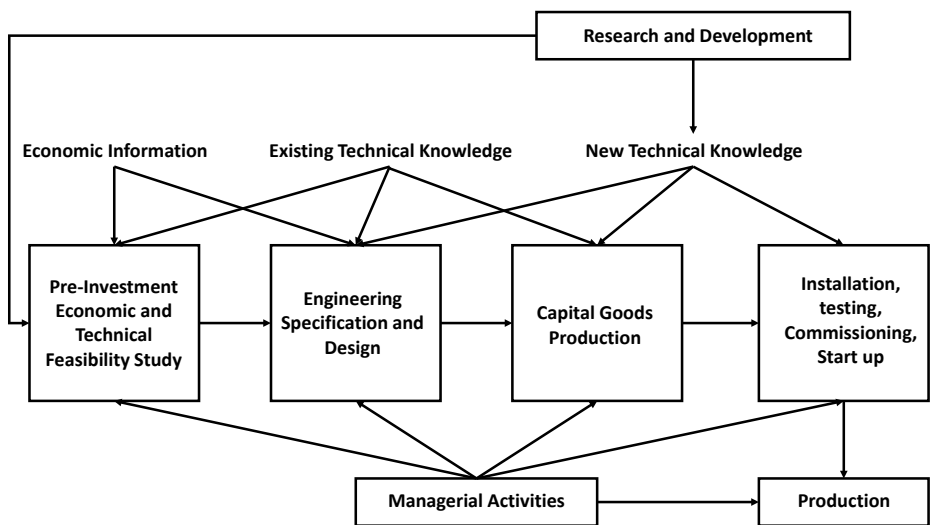 Research and Development
Economic Information
Existing Technical Knowledge
New Technical Knowledge
Pre-Investment
Economic and
Technical
Feasibility Study
Engineering
Specification and
Design
Capital Goods
Production
Installation,
testing,
Commissioning,
Start up
Managerial Activities
Production